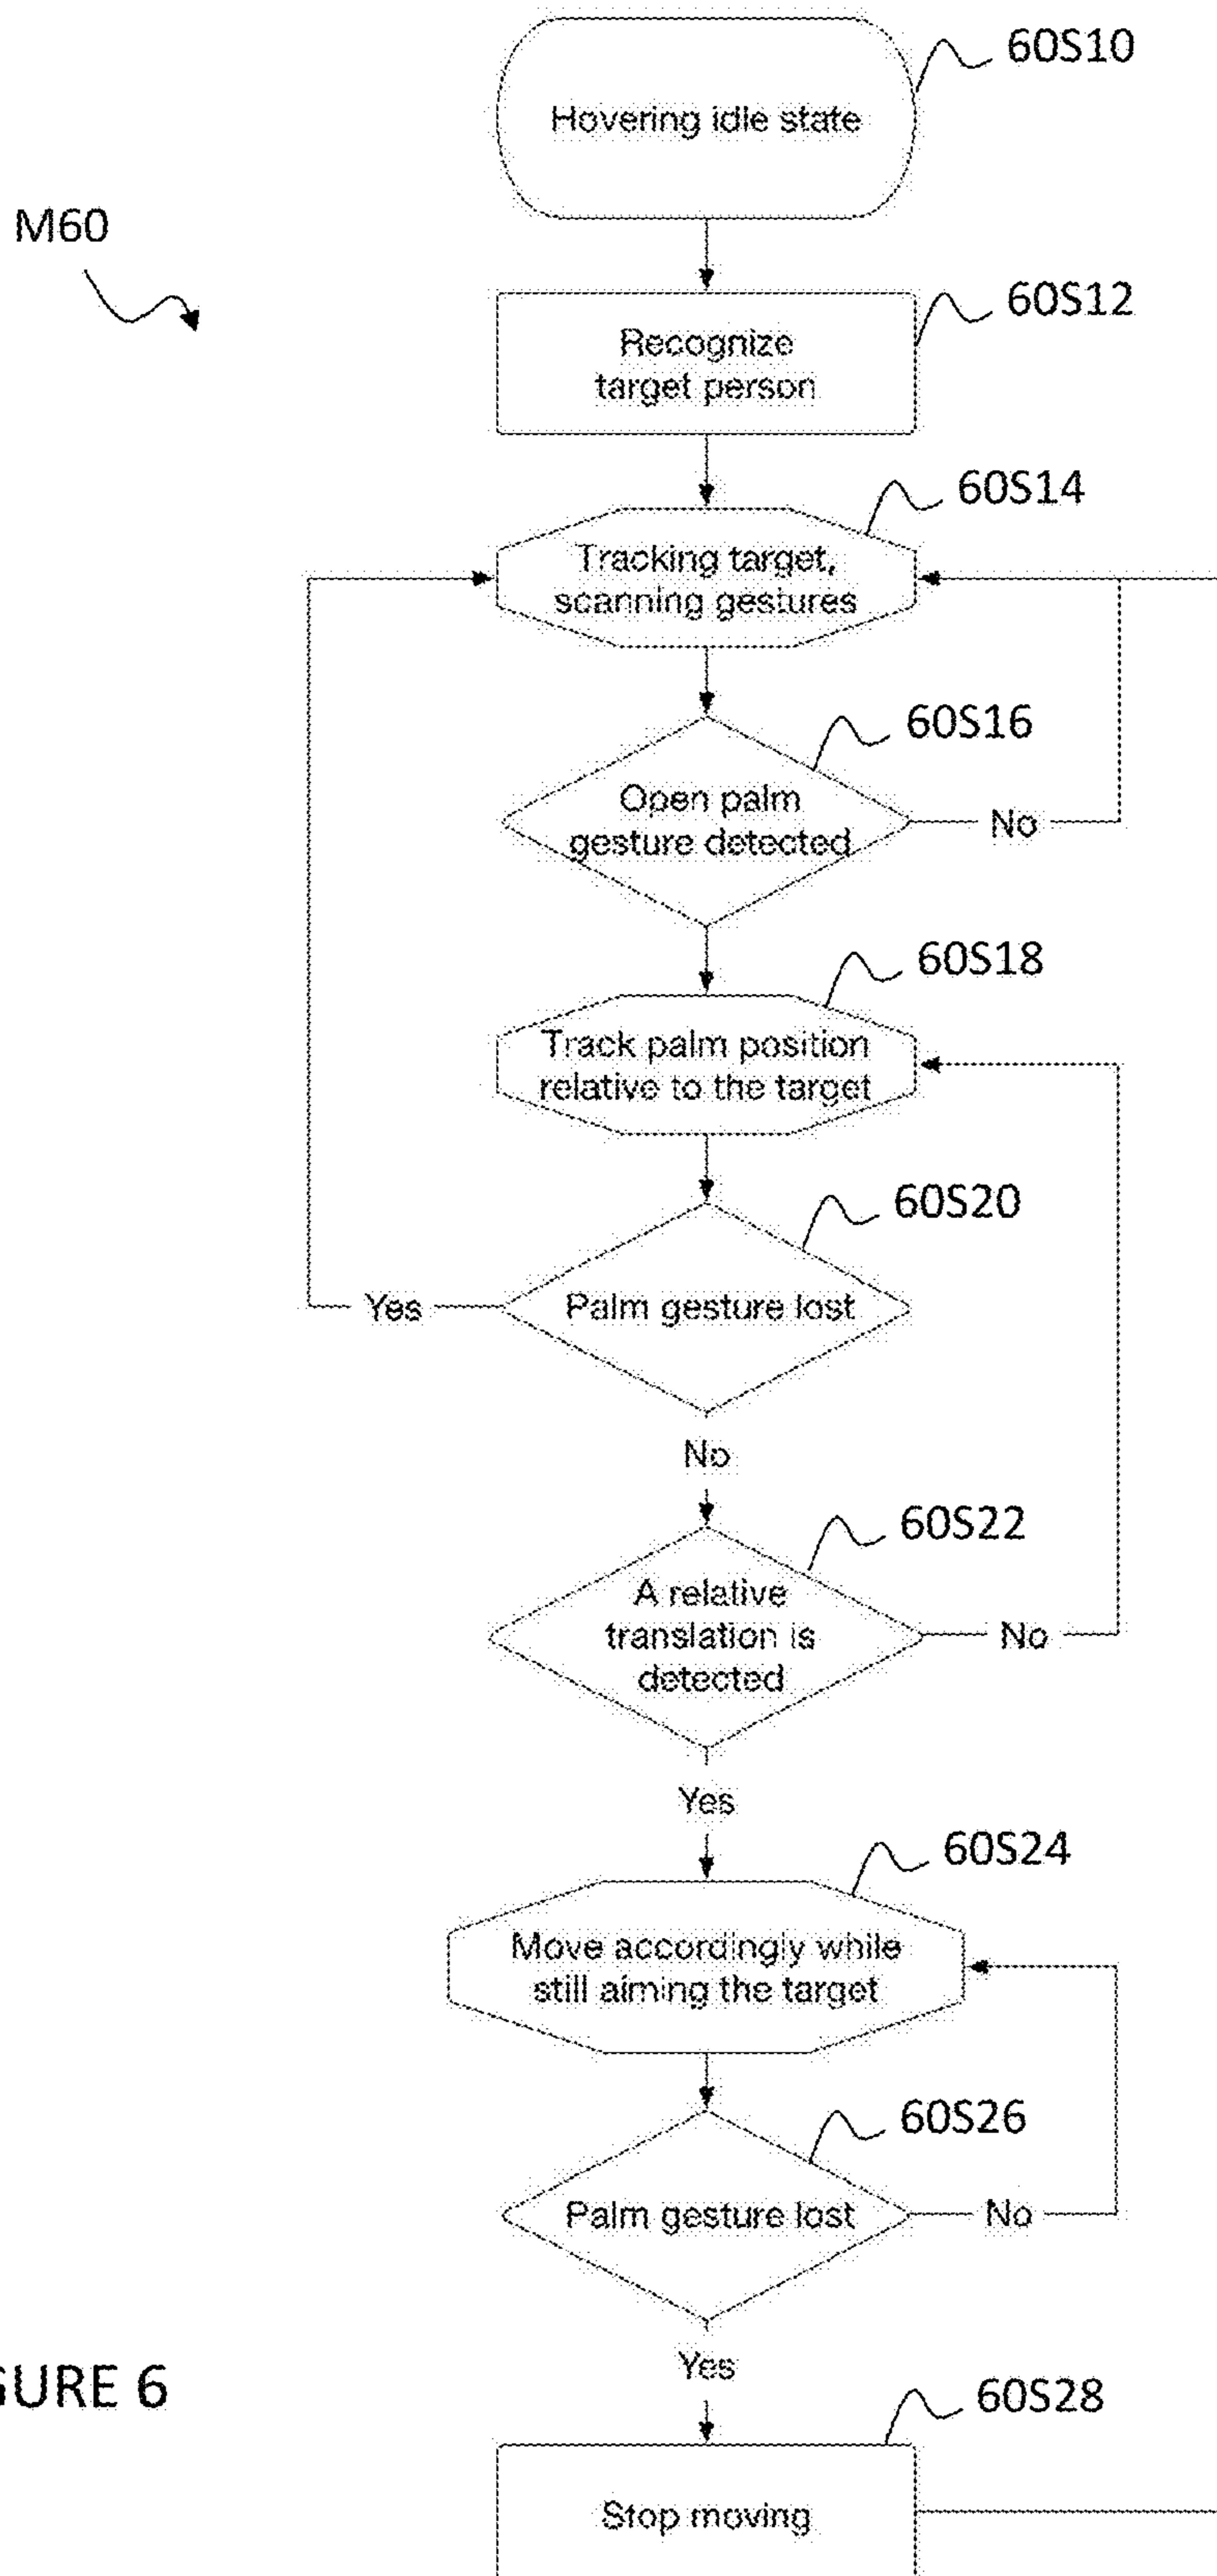 60S10
Hovering idle state
M60
60S12
Recognize
target person
60S14
Tracking target,
scanning gestures
60S16
Open palm
gesture detected
No
60S18
Track palm position
relative to the target
60S20
Palm gesture lost
Yes
No
60S22
A relative
translation is
detected
No
Yes
60S24
Move accordingly while
still aiming the target
60S26
Palm gesture lost
No
Yes
GURE 6
60S28
Stop moving